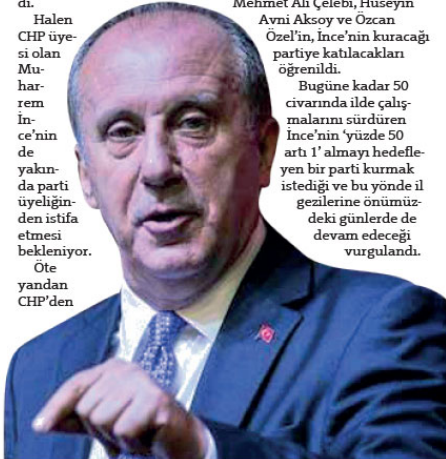 di.
Halen
CHP üye-
si olan
Mu-
har-
rem
İn-
ce'nin
de
yakın-
da parti
üyeliğin-
den istifa
etmesi
bekleniyor.
Öte
yandan
CHP'den
Mehmet Ali Çelebi, Hüseyin
Avni Aksoy ve Özcan
Özel'in, İnce'nin kuracağı
partiye katılacakları
öğrenildi.
Bugüne kadar 50
civarında ilde çalış-
malarını sürdüren
İnce'nin ‘yüzde 50
artı 1’ almayı hedefle-
yen bir parti kurmak
istediği ve bu yönde il
gezilerine önümüz-
deki günlerde de
devam edeceği
vurgulandı.